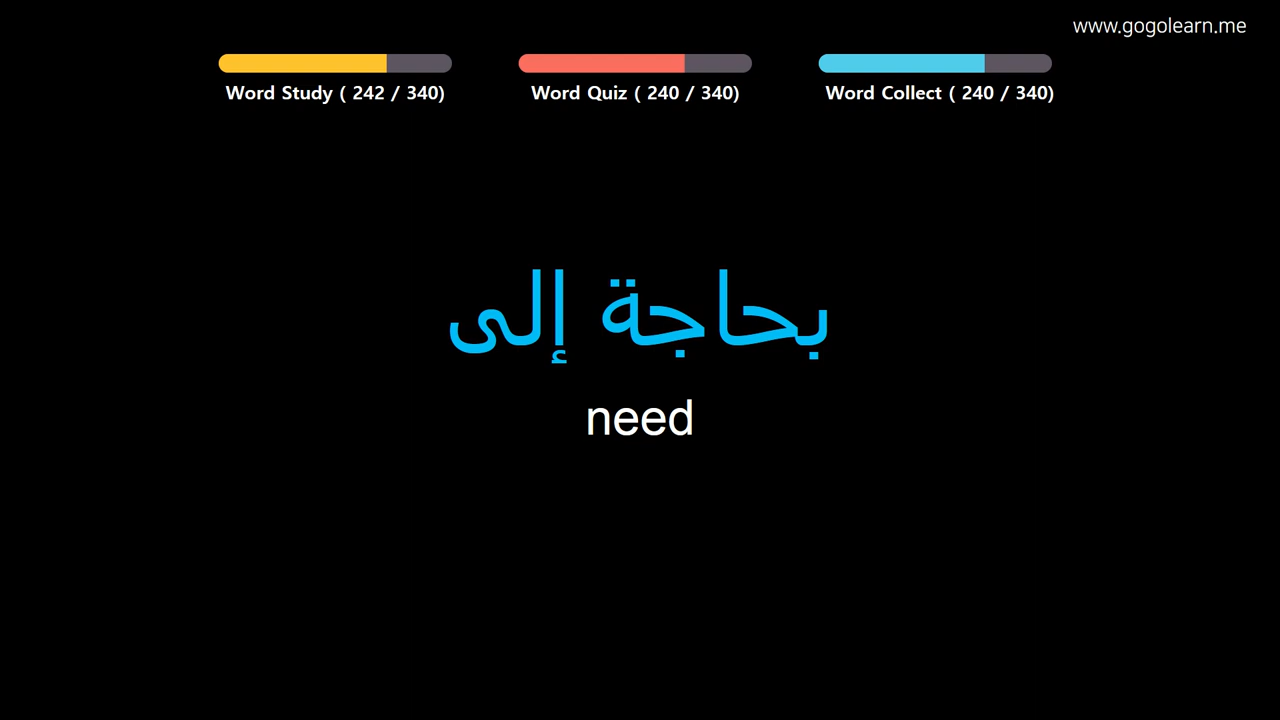 www.gogolearn.me
Word Study ( 242 / 340)
Word Quiz ( 240 / 340)
Word Collect ( 240 / 340)
بحاجة إلى
need